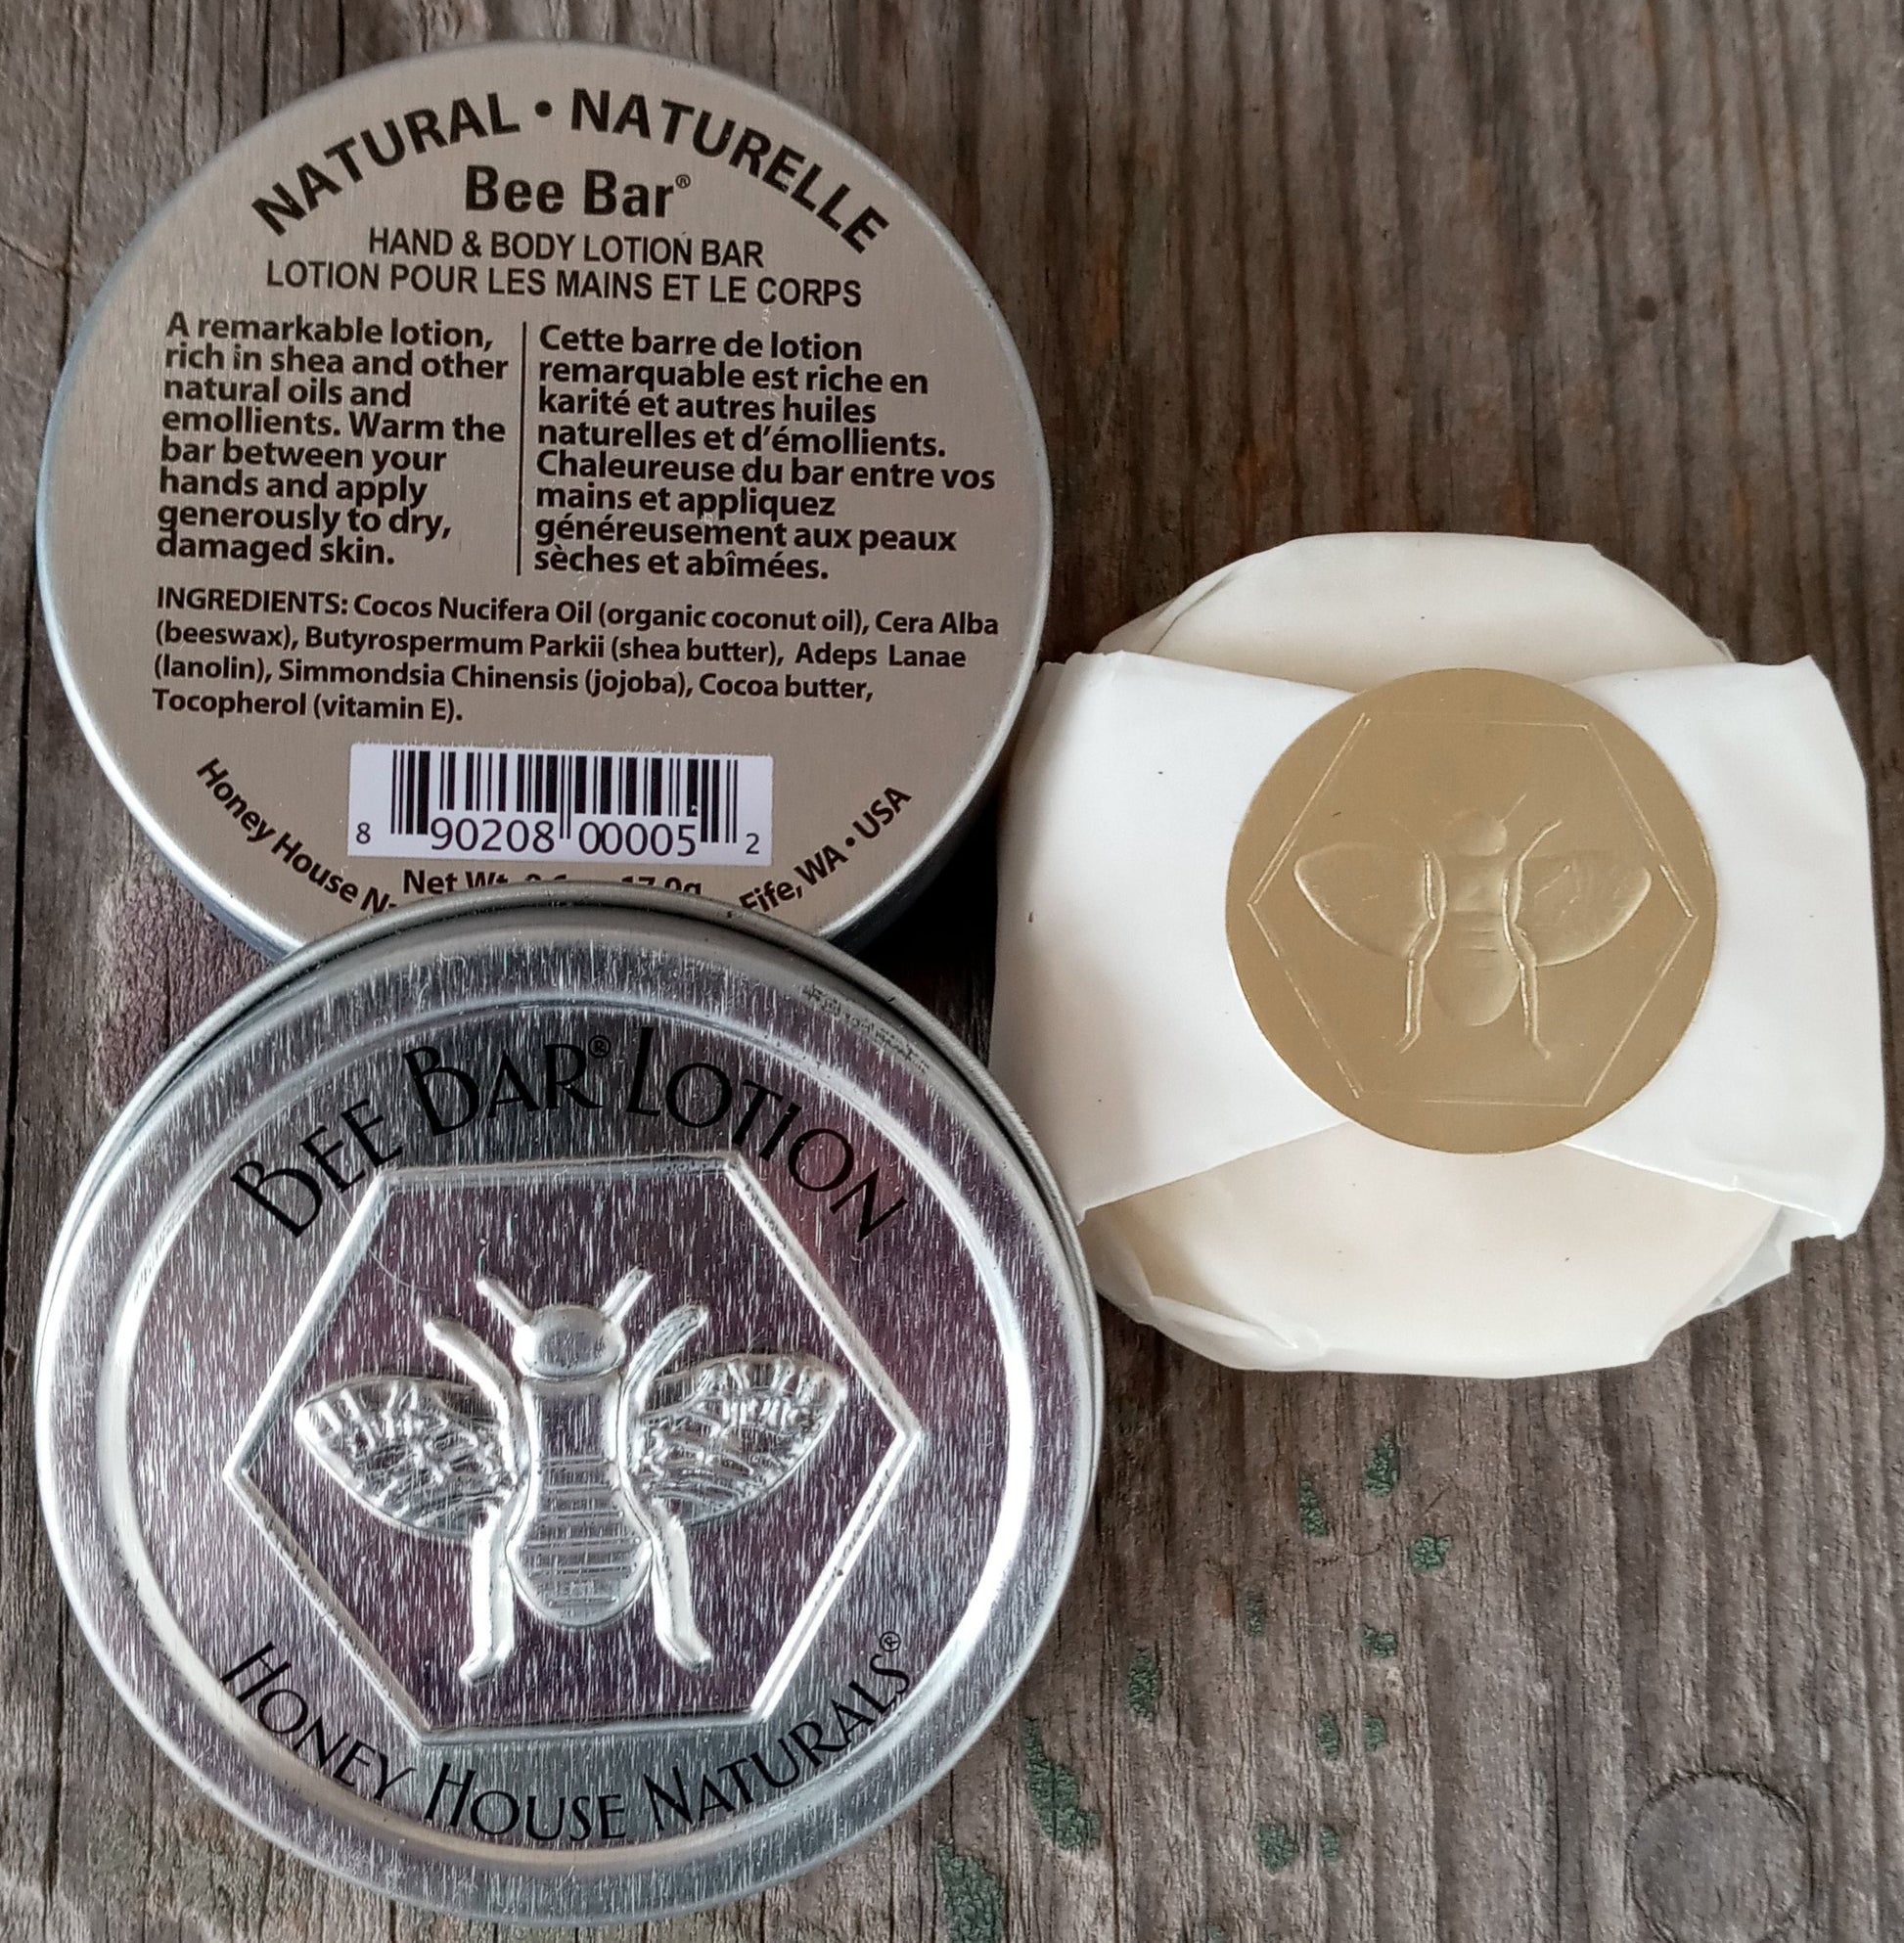 NATURAL • NATURELLE
Bee Bar®
HAND & BODY LOTION BAR
LOTION POUR LES MAINS ET LE CORPS
A remarkable lotion,
rich in shea and other
natural oils and
emollients. Warm the
bar between your
hands and apply
generously to dry,
damaged skin.
Cette barre de lotion
remarquable est riche en
karité et autres huiles
naturelles et d'émollients.
Chaleureuse du bar entre vos
mains et appliquez
généreusement aux peaux
sèches et abîmées.
INGREDIENTS: Cocos Nucifera Oil (organic coconut oil), Cera Alba
(beeswax), Butyrospermum Parkii (shea butter), Adeps Lanae
(lanolin), Simmondsia Chinensis (jojoba), Cocoa butter,
Tocopherol (vitamin E).
8 90208 00005 2
Net Wt.
Honey House
Fife, WA • USA
BEE BAR® LOTION
HONEY HOUSE NATURALS®